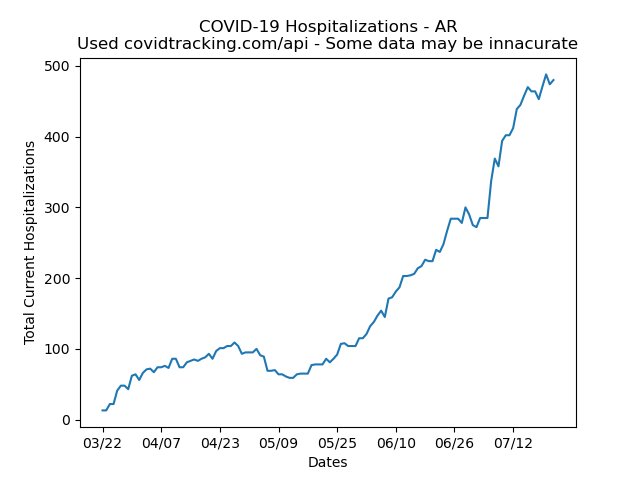 COVID-19 Hospitalizations - AR
Used covidtracking.com/api - Some data may be innacurate
Total Current Hospitalizations
500
400
300
200
100
0
03/22 04/07 04/23 05/09 05/25 06/10 06/26 07/12
Dates